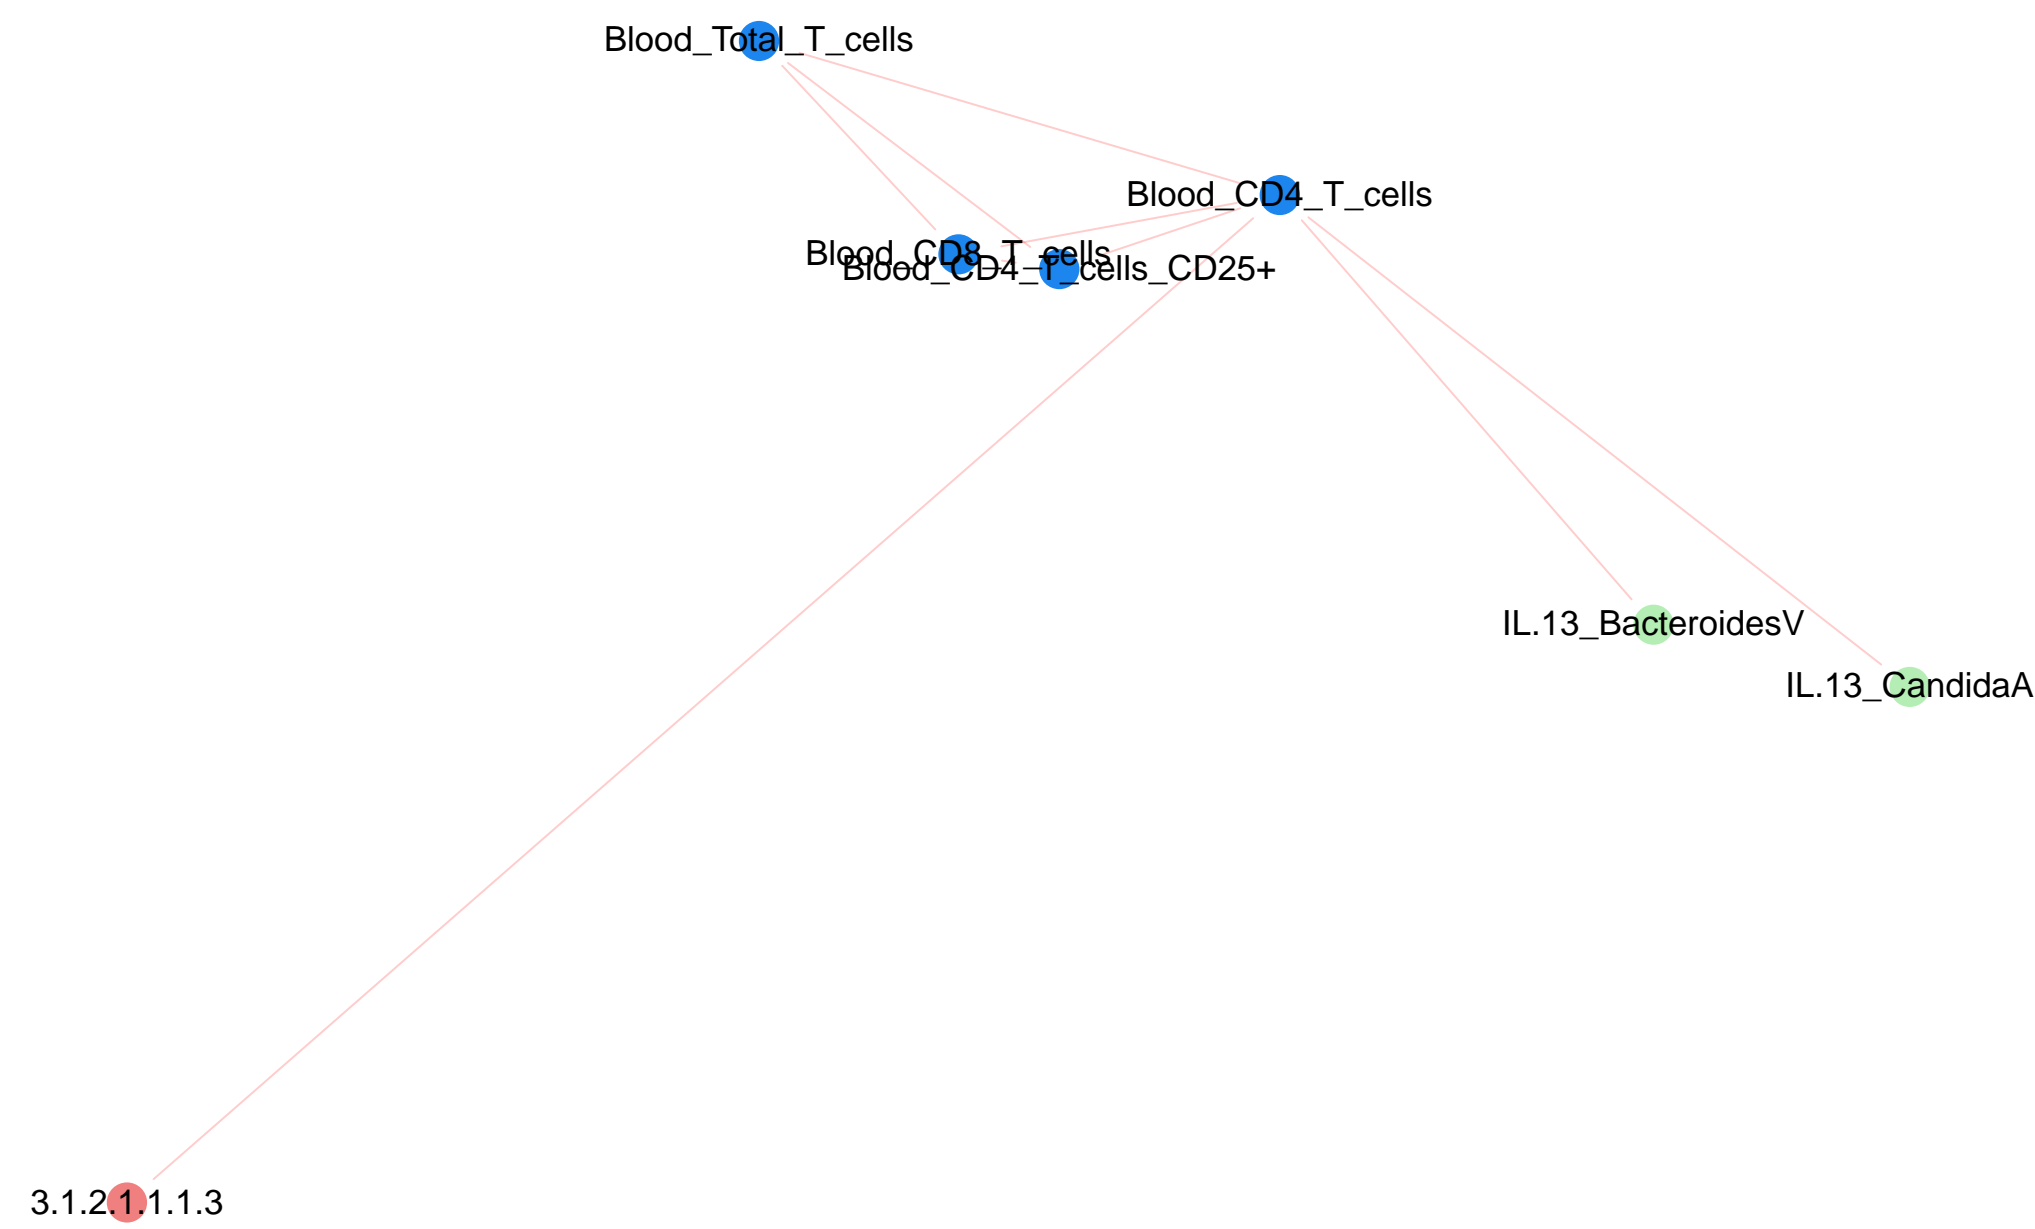 Blood_Total_T_cells
Blood_CD4_T_cells
Blood_CD8_T_cells
Blood_CD4_T_cells_CD25+
IL.13_BacteroidesV
IL.13_CandidaA
3.1.2.1.1.1.3